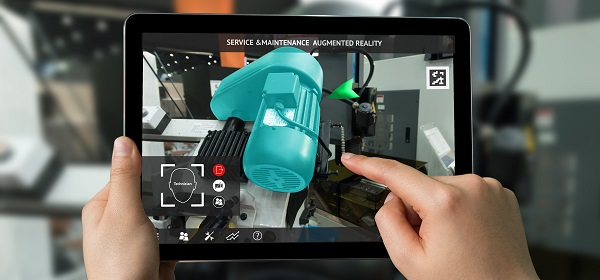 SERVICE &MAINTENANCE AUGMENTED REALITY
Technician